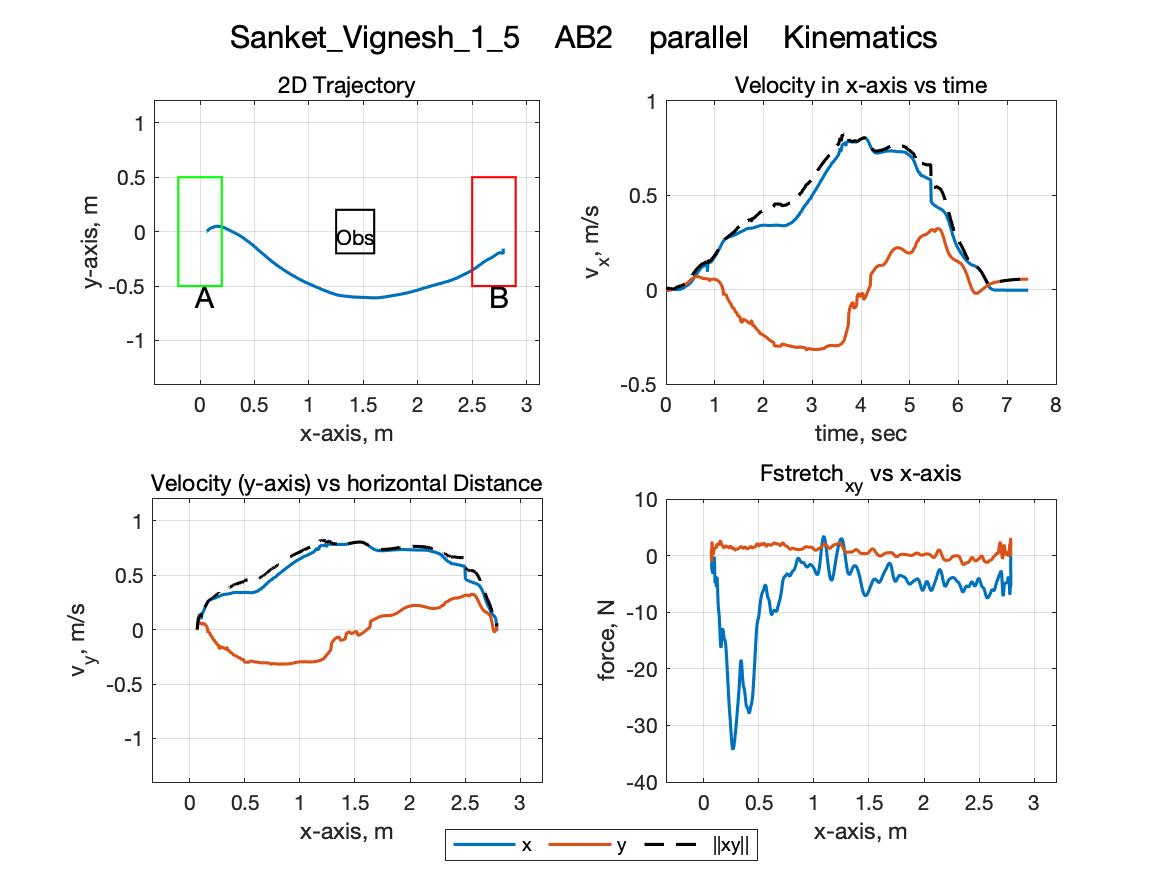 Sanket_Vignesh_1_5 AB2 parallel Kinematics
2D Trajectory
1
0.5
0
-0.5
-1
y-axis, m
Obs
A
B
0 0.5 1 1.5 2 2.5 3
x-axis, m
Velocity in x-axis vs time
1
0.5
0
-0.5
v_x, m/s
0 1 2 3 4 5 6 7 8
time, sec
Velocity (y-axis) vs horizontal Distance
1
0.5
0
-0.5
-1
v_y, m/s
0 0.5 1 1.5 2 2.5 3
x-axis, m
Fstretch_xy vs x-axis
10
0
-10
-20
-30
-40
force, N
0 0.5 1 1.5 2 2.5 3
x-axis, m
x y ||xy||